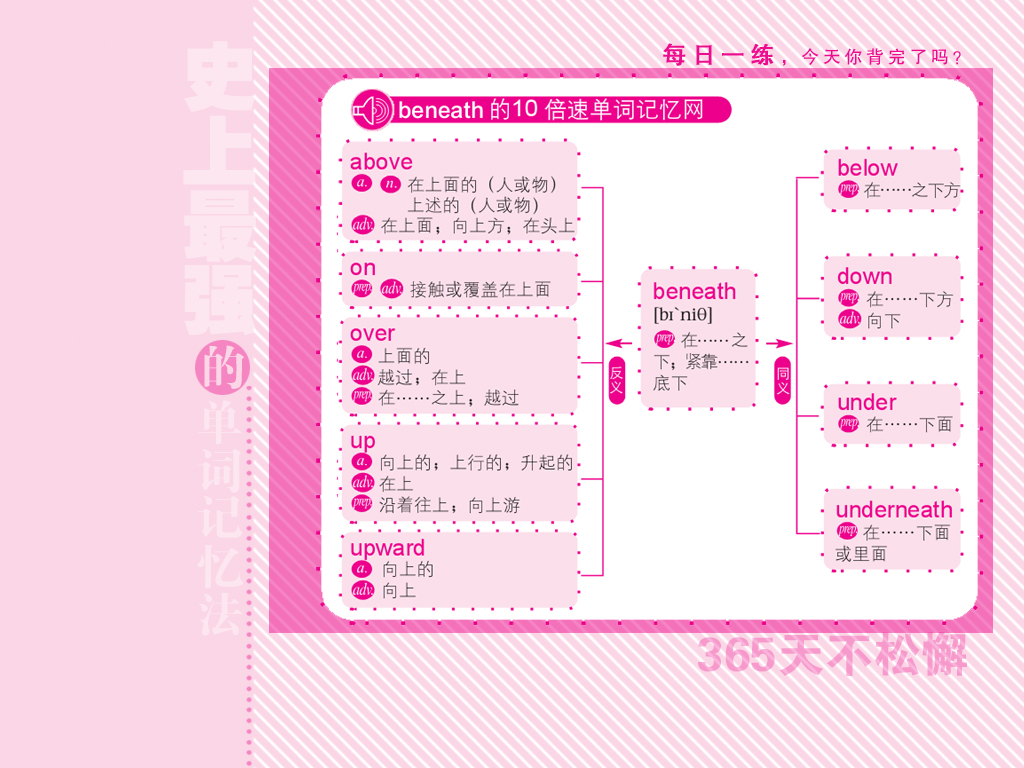 每日一练，今天你背完了吗？
史上最强的单词记忆法
beneath 的10 倍速单词记忆网
above
a. n. 在上面的（人或物）
上述的（人或物）
adv. 在上面；向上方；在头上
on
prep. adv. 接触或覆盖在上面
over
a. 上面的
adv. 越过；在上
prep. 在……之上；越过
up
a. 向上的；上行的；升起的
adv. 在上
prep. 沿着往上；向上游
upward
a. 向上的
adv. 向上
反义
beneath
[bɪ`niθ]
prep. 在……之
下；紧靠……
底下
同义
below
prep. 在……之下方
down
prep. 在……下方
adv. 向下
under
prep. 在……下面
underneath
prep. 在……下面
或里面
365天不松懈